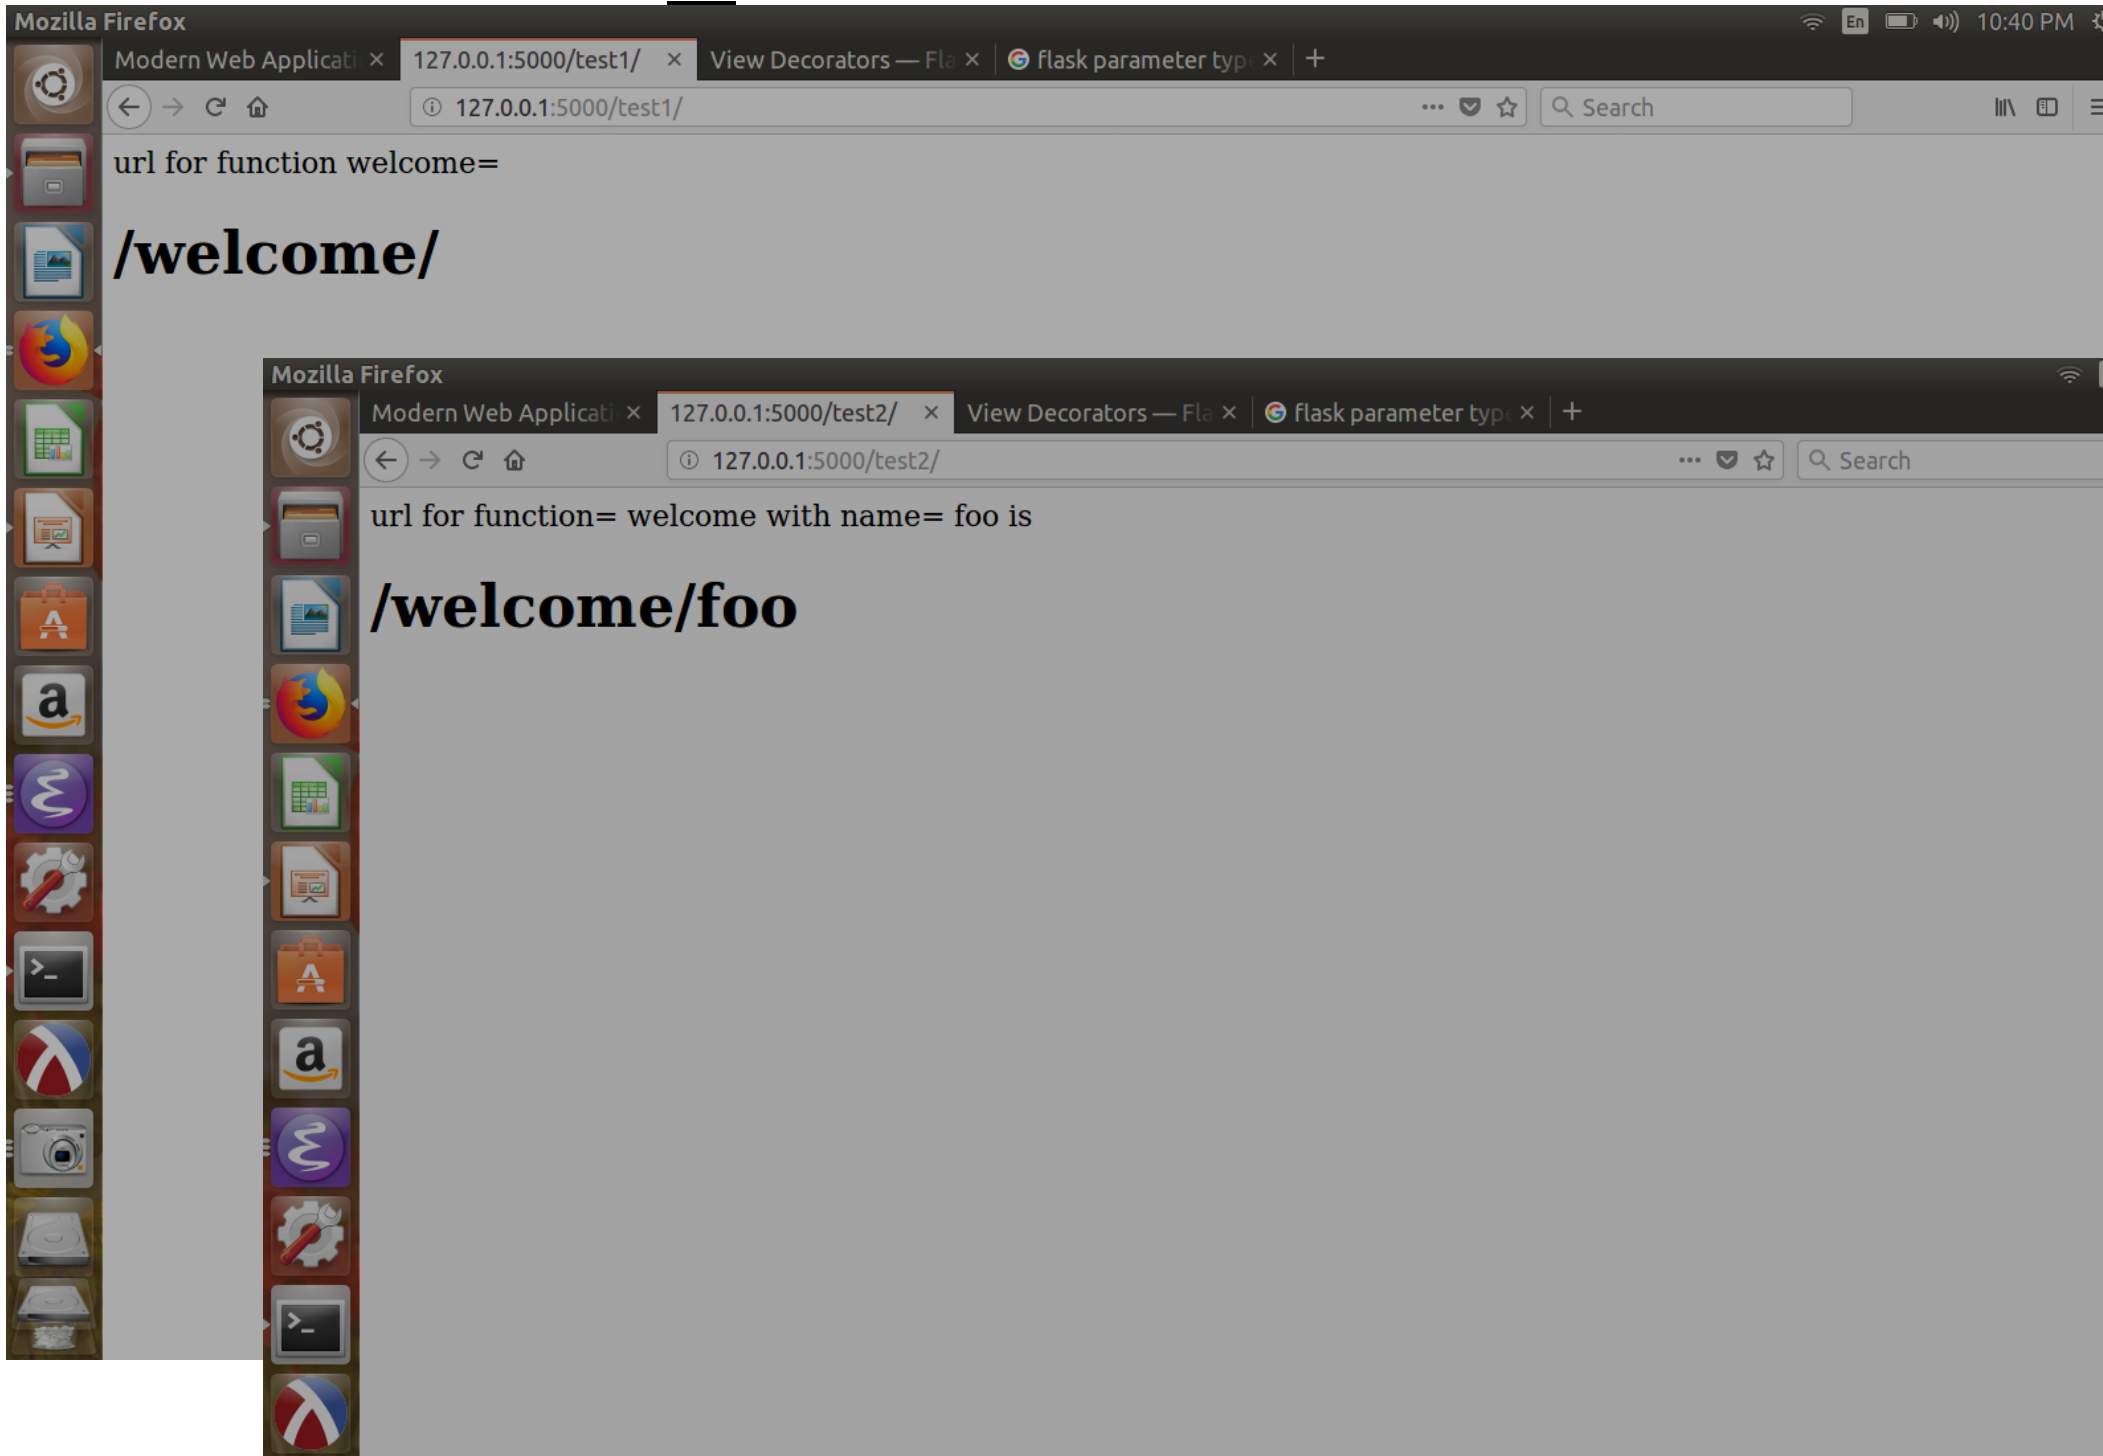 Mozilla Firefox En 10:40 PM
Modern Web Applicati 127.0.0.1:5000/test1/ View Decorators — Fla flask parameter type
127.0.0.1:5000/test1/ Search
url for function welcome=
/welcome/
Mozilla Firefox
Modern Web Applicati 127.0.0.1:5000/test2/ View Decorators — Fla flask parameter type
127.0.0.1:5000/test2/ Search
url for function= welcome with name= foo is
/welcome/foo